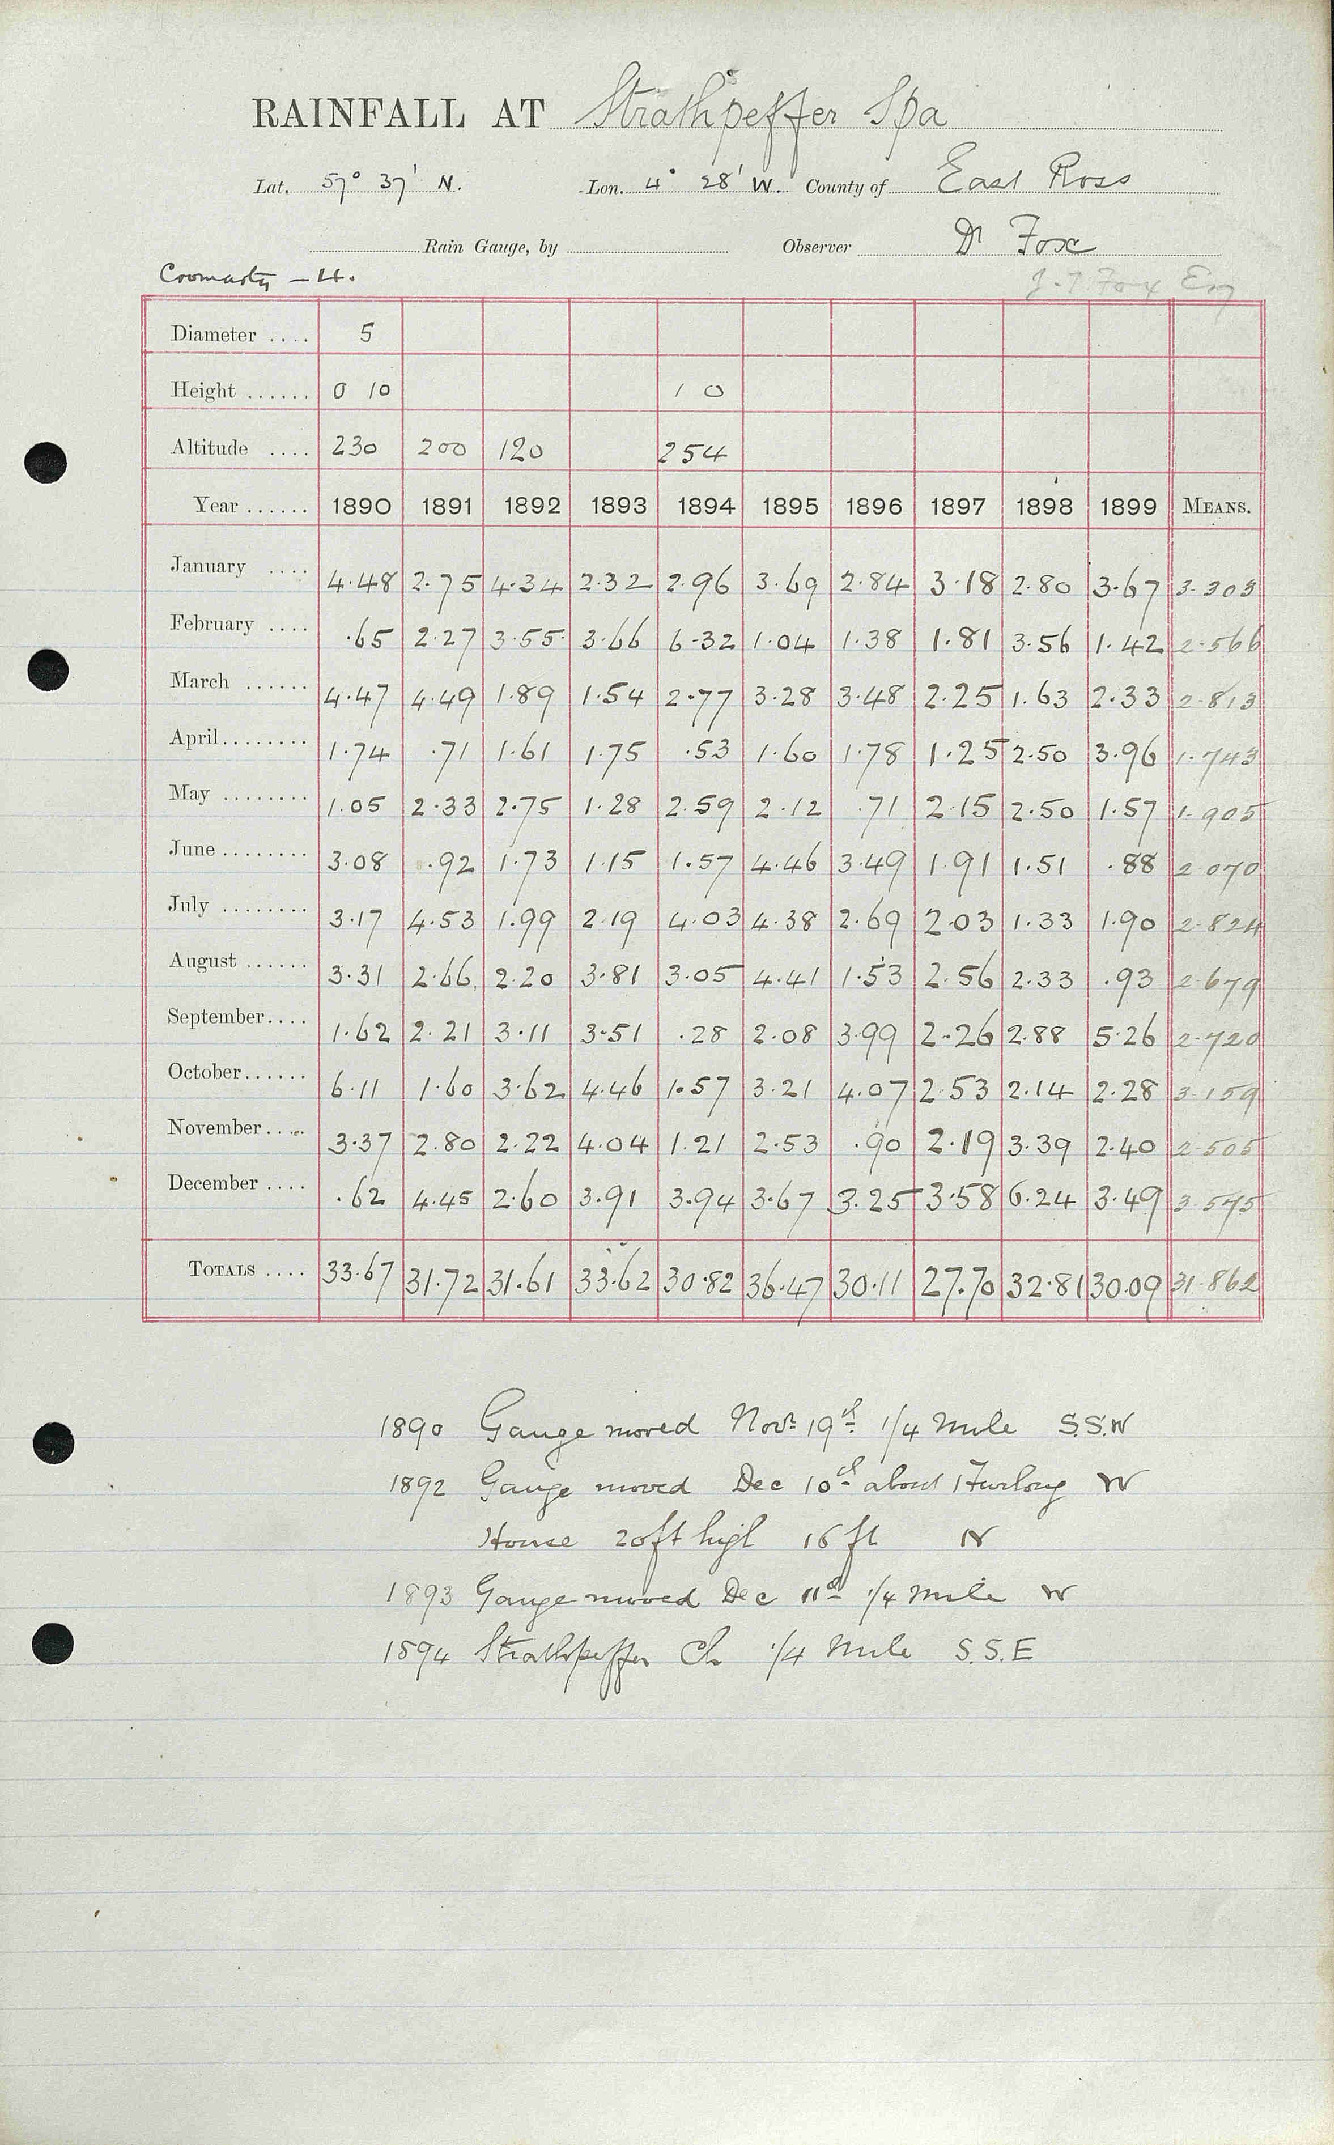 RAINFALL AT Strathpeffer Spa
Lat. 57° 37' N. Lon. 4° 28' W. County of East Ross
Rain Gauge, by Observer Dr Fox
Cromarty – H. J. T. Fox Esq
Diameter .... 5
Height ...... 0 10 1 0
Altitude .... 230 200 120 254
Year ...... 1890 1891 1892 1893 1894 1895 1896 1897 1898 1899 MEANS.
January .... 4.48 2.75 4.34 2.32 2.96 3.69 2.84 3.18 2.80 3.67 3.303
February .... .65 2.27 3.55 3.66 6.32 1.04 1.38 1.81 3.56 1.42 2.566
March ...... 4.47 4.49 1.89 1.54 2.77 3.28 3.48 2.25 1.63 2.33 2.813
April........ 1.74 .71 1.61 1.75 .53 1.60 1.78 1.25 2.50 3.96 1.743
May ........ 1.05 2.33 2.75 1.28 2.59 2.12 .71 2.15 2.50 1.57 1.905
June ........ 3.08 .92 1.73 1.15 1.57 4.46 3.49 1.91 1.51 .88 2.070
July ........ 3.17 4.53 1.99 2.19 4.03 4.38 2.69 2.03 1.33 1.90 2.824
August ...... 3.31 2.66 2.20 3.81 3.05 4.41 1.53 2.56 2.33 .93 2.679
September.... 1.62 2.21 3.11 3.51 .28 2.08 3.99 2.26 2.88 5.26 2.720
October...... 6.11 1.60 3.62 4.46 1.57 3.21 4.07 2.53 2.14 2.28 3.159
November.... 3.37 2.80 2.22 4.04 1.21 2.53 .90 2.19 3.39 2.40 2.505
December .... .62 4.45 2.60 3.91 3.94 3.67 3.25 3.58 6.24 3.49 3.575
TOTALS .... 33.67 31.72 31.61 33.62 30.82 36.47 30.11 27.70 32.81 30.09 31.862
1890 Gauge moved Novr 19th 1/4 Mile S.S.W
1892 Gauge moved Dec 10th about 1 Furlong W
House 20ft high 16 ft N
1893 Gauge moved Dec 11th 1/4 Mile W
1894 Strathpeffer Ch 1/4 Mile S.S.E